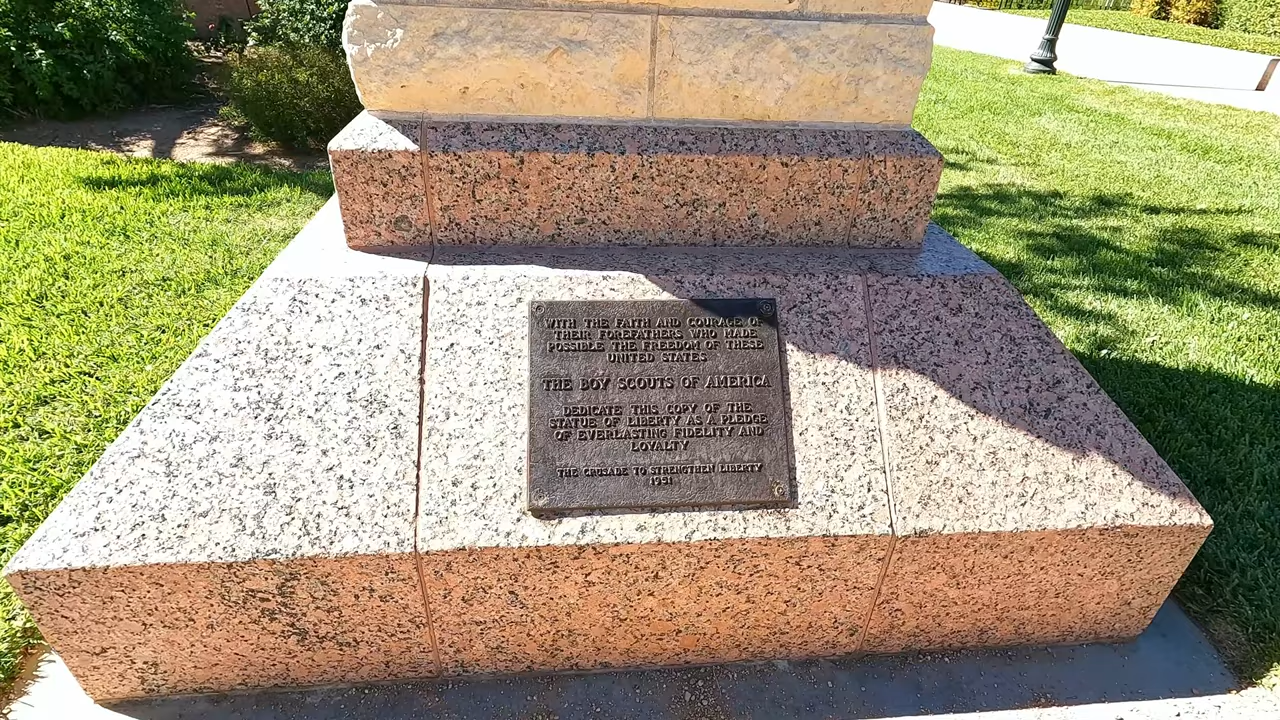 WITH THE FAITH AND COURAGE OF
THEIR FOREFATHERS WHO MADE
POSSIBLE THE FREEDOM OF THESE
UNITED STATES
THE BOY SCOUTS OF AMERICA
DEDICATE THIS COPY OF THE
STATUE OF LIBERTY AS A PLEDGE
OF EVERLASTING FIDELITY AND
LOYALTY
THE CRUSADE TO STRENGTHEN LIBERTY
1951